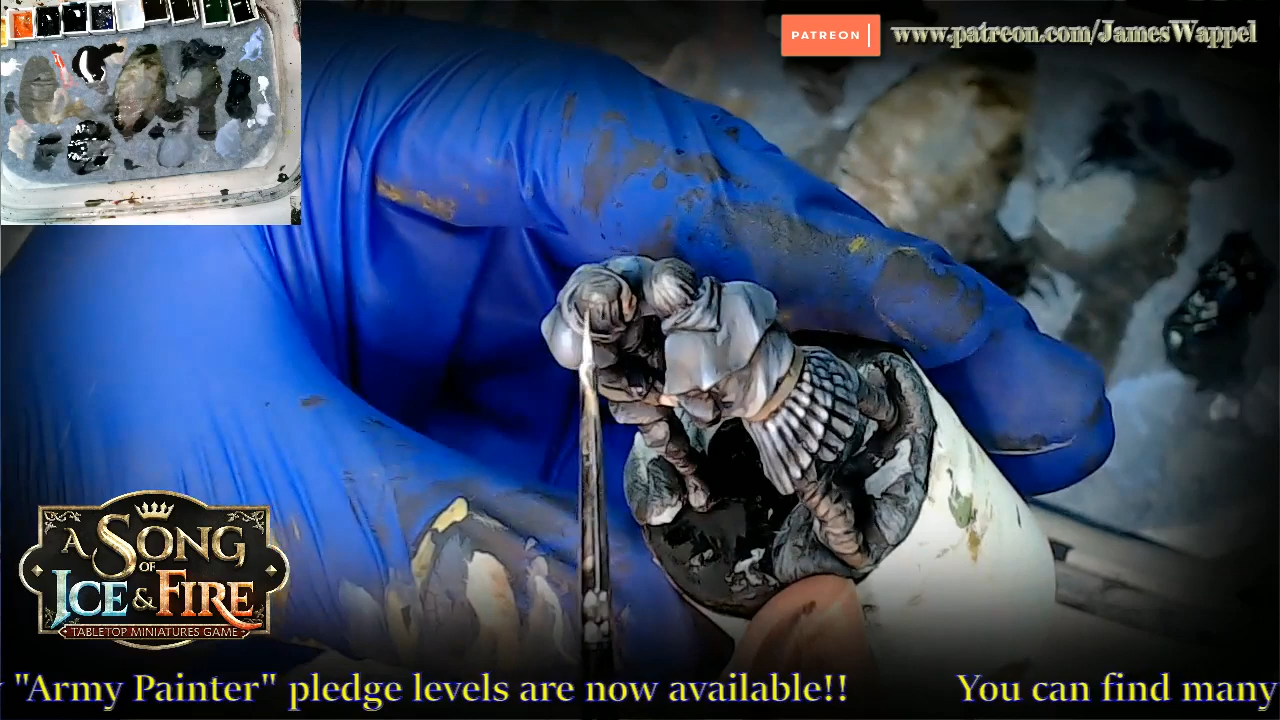 PATREON
www.patreon.com/JamesWappel
A SONG
OF
ICE & FIRE
TABLETOP MINIATURES GAME
"Army Painter" pledge levels are now available!! You can find many